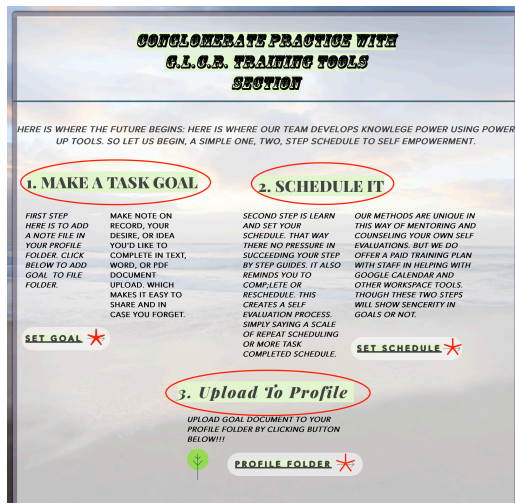 CONGLOMERATE PRACTICE WITH
G.L.C.R. TRAINING TOOLS
SECTION
HERE IS WHERE THE FUTURE BEGINS: HERE IS WHERE OUR TEAM DEVELOPS KNOWLEGE POWER USING POWER
UP TOOLS. SO LET US BEGIN, A SIMPLE ONE, TWO, STEP SCHEDULE TO SELF EMPOWERMENT.
1. MAKE A TASK GOAL
FIRST STEP
HERE IS TO ADD
A NOTE FILE IN
YOUR PROFILE
FOLDER. CLICK
BELOW TO ADD
GOAL TO FILE
FOLDER.
MAKE NOTE ON
RECORD, YOUR
DESIRE, OR IDEA
YOU'D LIKE TO
COMPLETE IN TEXT,
WORD, OR PDF
DOCUMENT
UPLOAD. WHICH
MAKES IT EASY TO
SHARE AND IN
CASE YOU FORGET.
SET GOAL
2. SCHEDULE IT
SECOND STEP IS LEARN
AND SET YOUR
SCHEDULE. THAT WAY
THERE NO PRESSURE IN
SUCCEEDING YOUR STEP
BY STEP GUIDES. IT ALSO
REMINDS YOU TO
COMP;LETE OR
RESCHEDULE. THIS
CREATES A SELF
EVALUATION PROCESS.
SIMPLY SAYING A SCALE
OF REPEAT SCHEDULING
OR MORE TASK
COMPLETED SCHEDULE.
OUR METHODS ARE UNIQUE IN
THIS WAY OF MENTORING AND
COUNSELING YOUR OWN SELF
EVALUATIONS. BUT WE DO
OFFER A PAID TRAINING PLAN
WITH STAFF IN HELPING WITH
GOOGLE CALENDAR AND
OTHER WORKSPACE TOOLS.
THOUGH THESE TWO STEPS
WILL SHOW SENCERITY IN
GOALS OR NOT.
SET SCHEDULE
3. Upload To Profile
UPLOAD GOAL DOCUMENT TO YOUR
PROFILE FOLDER BY CLICKING BUTTON
BELOW!!!
PROFILE FOLDER